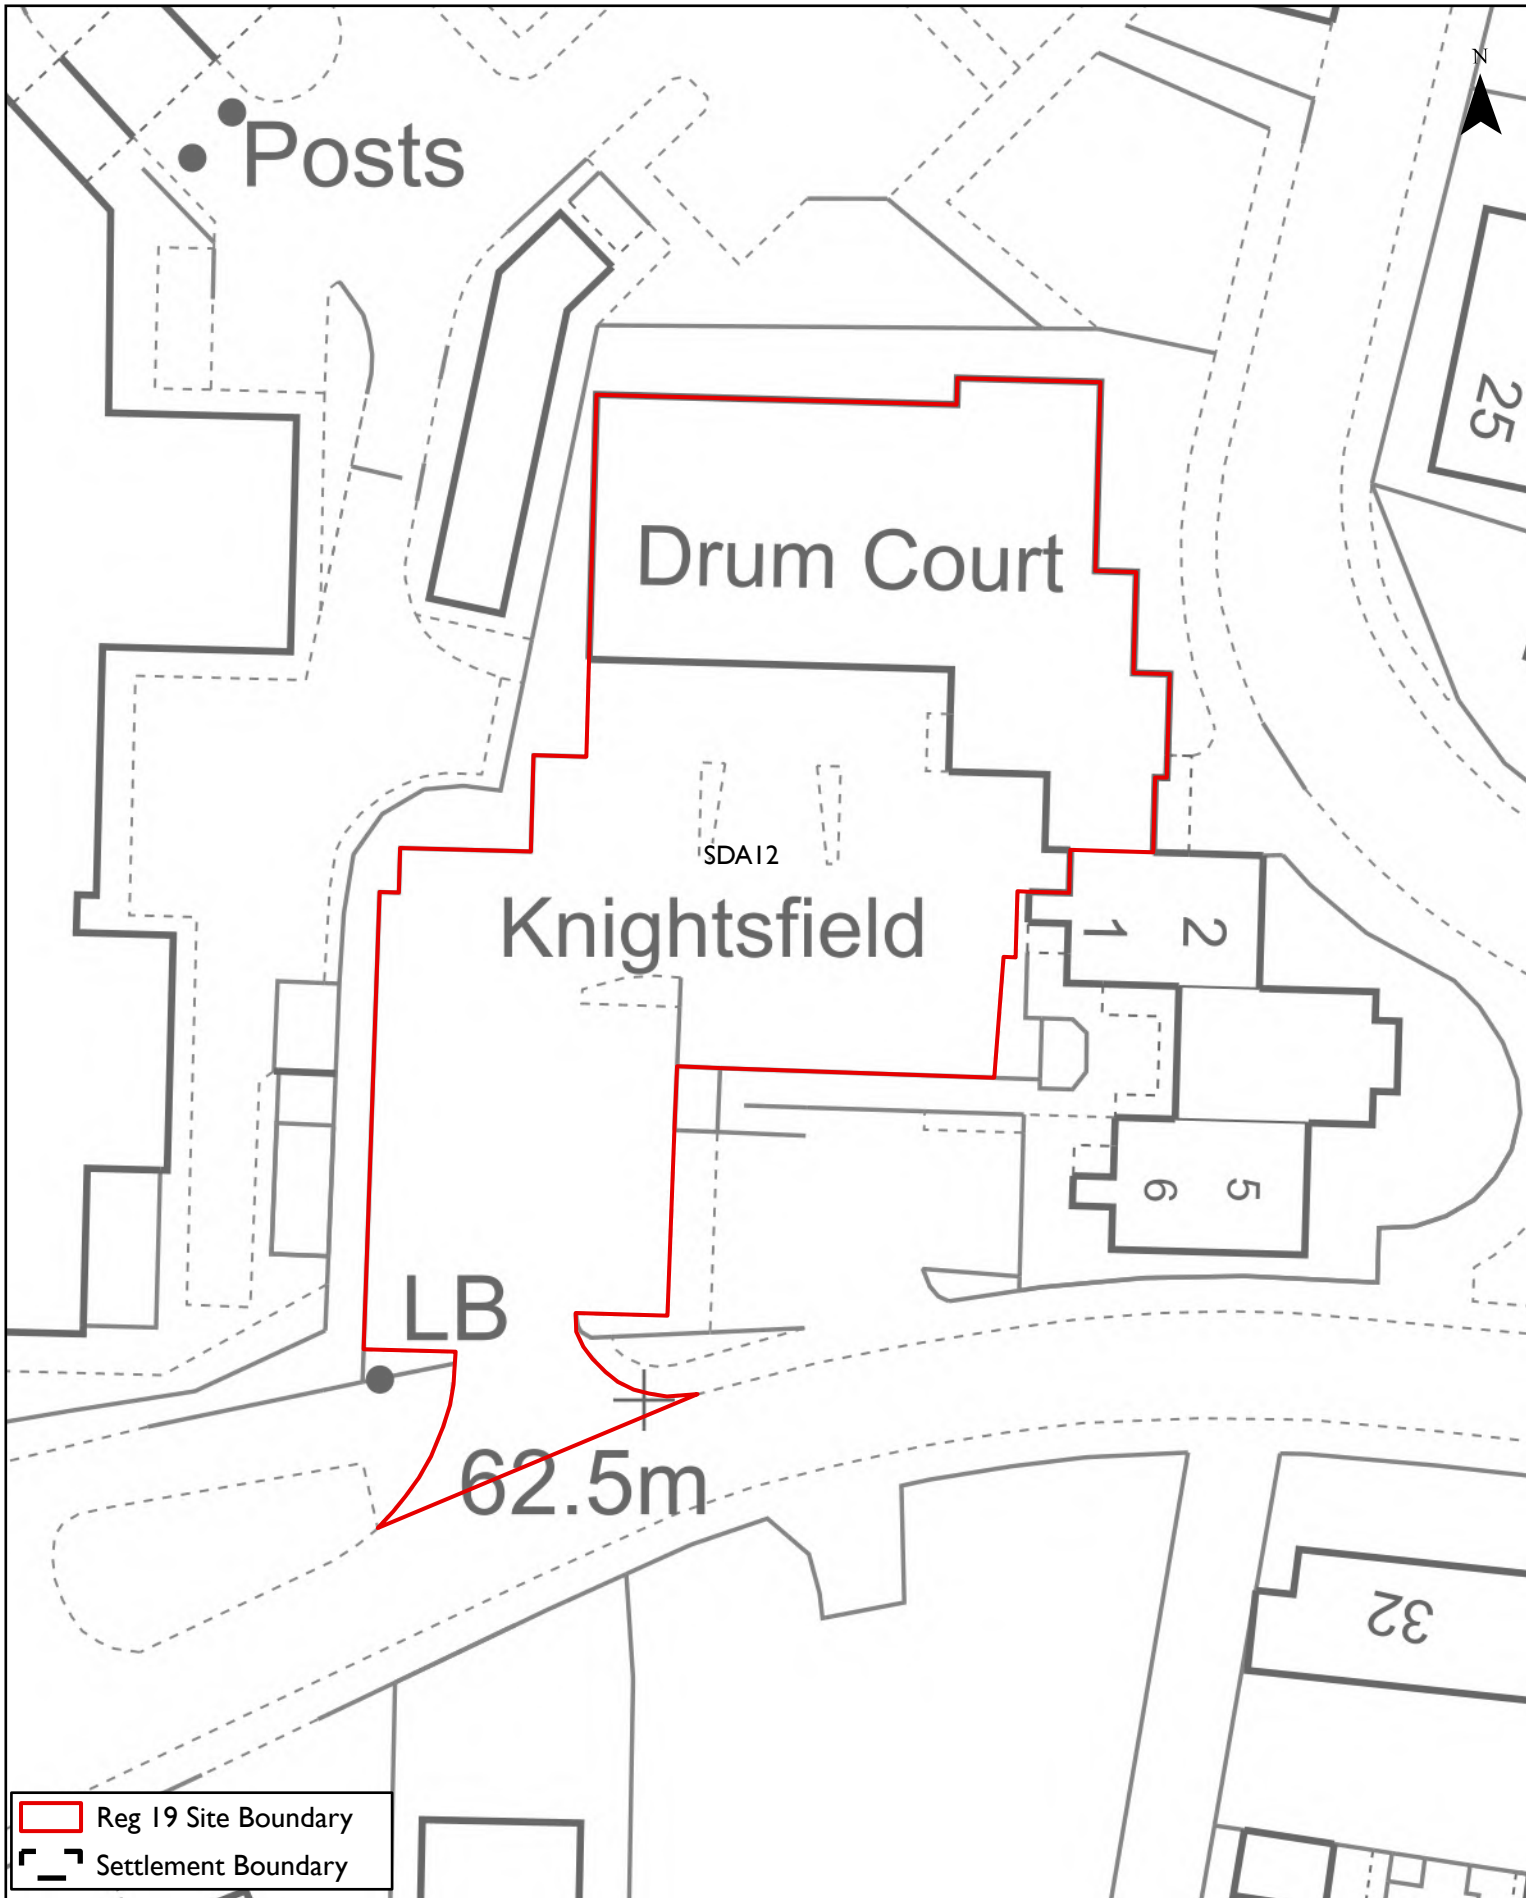 N
Posts
25
Drum Court
SDA12
Knightsfield
1
2
6
5
LB
62.5m
32
Reg 19 Site Boundary
Settlement Boundary